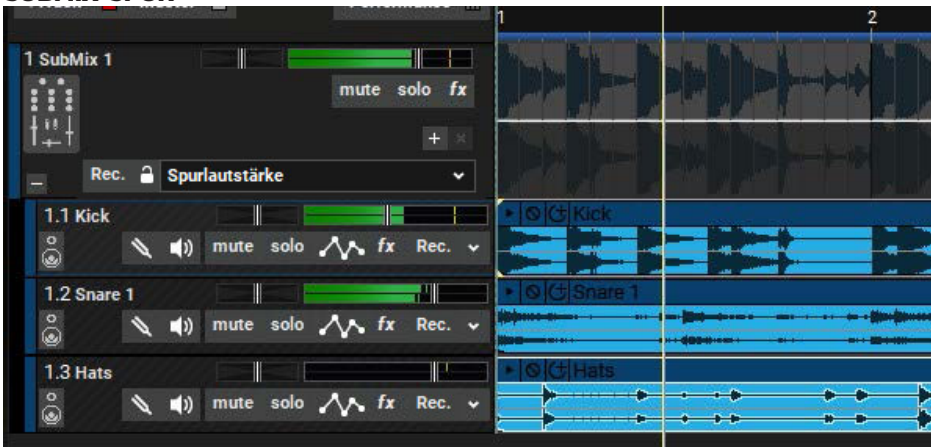 1 2
1 SubMix 1
mute solo fx
+ ×
Rec. Spurlautstärke
1.1 Kick
Kick
mute solo fx Rec.
1.2 Snare 1
Snare 1
mute solo fx Rec.
1.3 Hats
Hats
mute solo fx Rec.